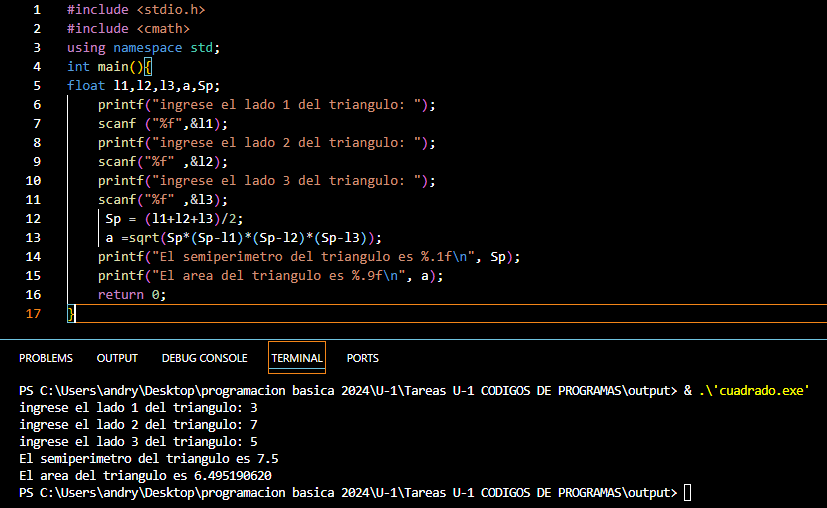 1 #include <stdio.h>
2 #include <cmath>
3 using namespace std;
4 int main(){
5 float l1,l2,l3,a,Sp;
6 printf("ingrese el lado 1 del triangulo: ");
7 scanf ("%f",&l1);
8 printf("ingrese el lado 2 del triangulo: ");
9 scanf("%f" ,&l2);
10 printf("ingrese el lado 3 del triangulo: ");
11 scanf("%f" ,&l3);
12 Sp = (l1+l2+l3)/2;
13 a =sqrt(Sp*(Sp-l1)*(Sp-l2)*(Sp-l3));
14 printf("El semiperimetro del triangulo es %.1f\n", Sp);
15 printf("El area del triangulo es %.9f\n", a);
16 return 0;
17 }
PROBLEMS OUTPUT DEBUG CONSOLE TERMINAL PORTS
PS C:\Users\andry\Desktop\programacion basica 2024\U-1\Tareas U-1 CODIGOS DE PROGRAMAS\output> & .\'cuadrado.exe'
ingrese el lado 1 del triangulo: 3
ingrese el lado 2 del triangulo: 7
ingrese el lado 3 del triangulo: 5
El semiperimetro del triangulo es 7.5
El area del triangulo es 6.495190620
PS C:\Users\andry\Desktop\programacion basica 2024\U-1\Tareas U-1 CODIGOS DE PROGRAMAS\output>